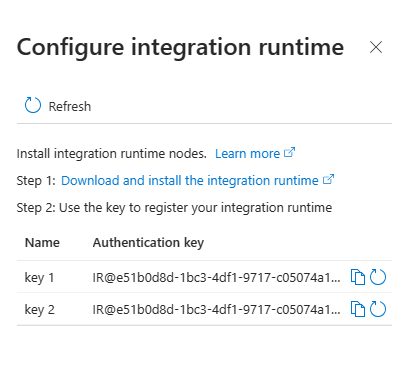 Configure integration runtime
Refresh
Install integration runtime nodes. Learn more
Step 1: Download and install the integration runtime
Step 2: Use the key to register your integration runtime
Name Authentication key
key 1 IR@e51b0d8d-1bc3-4df1-9717-c05074a1...
key 2 IR@e51b0d8d-1bc3-4df1-9717-c05074a1...